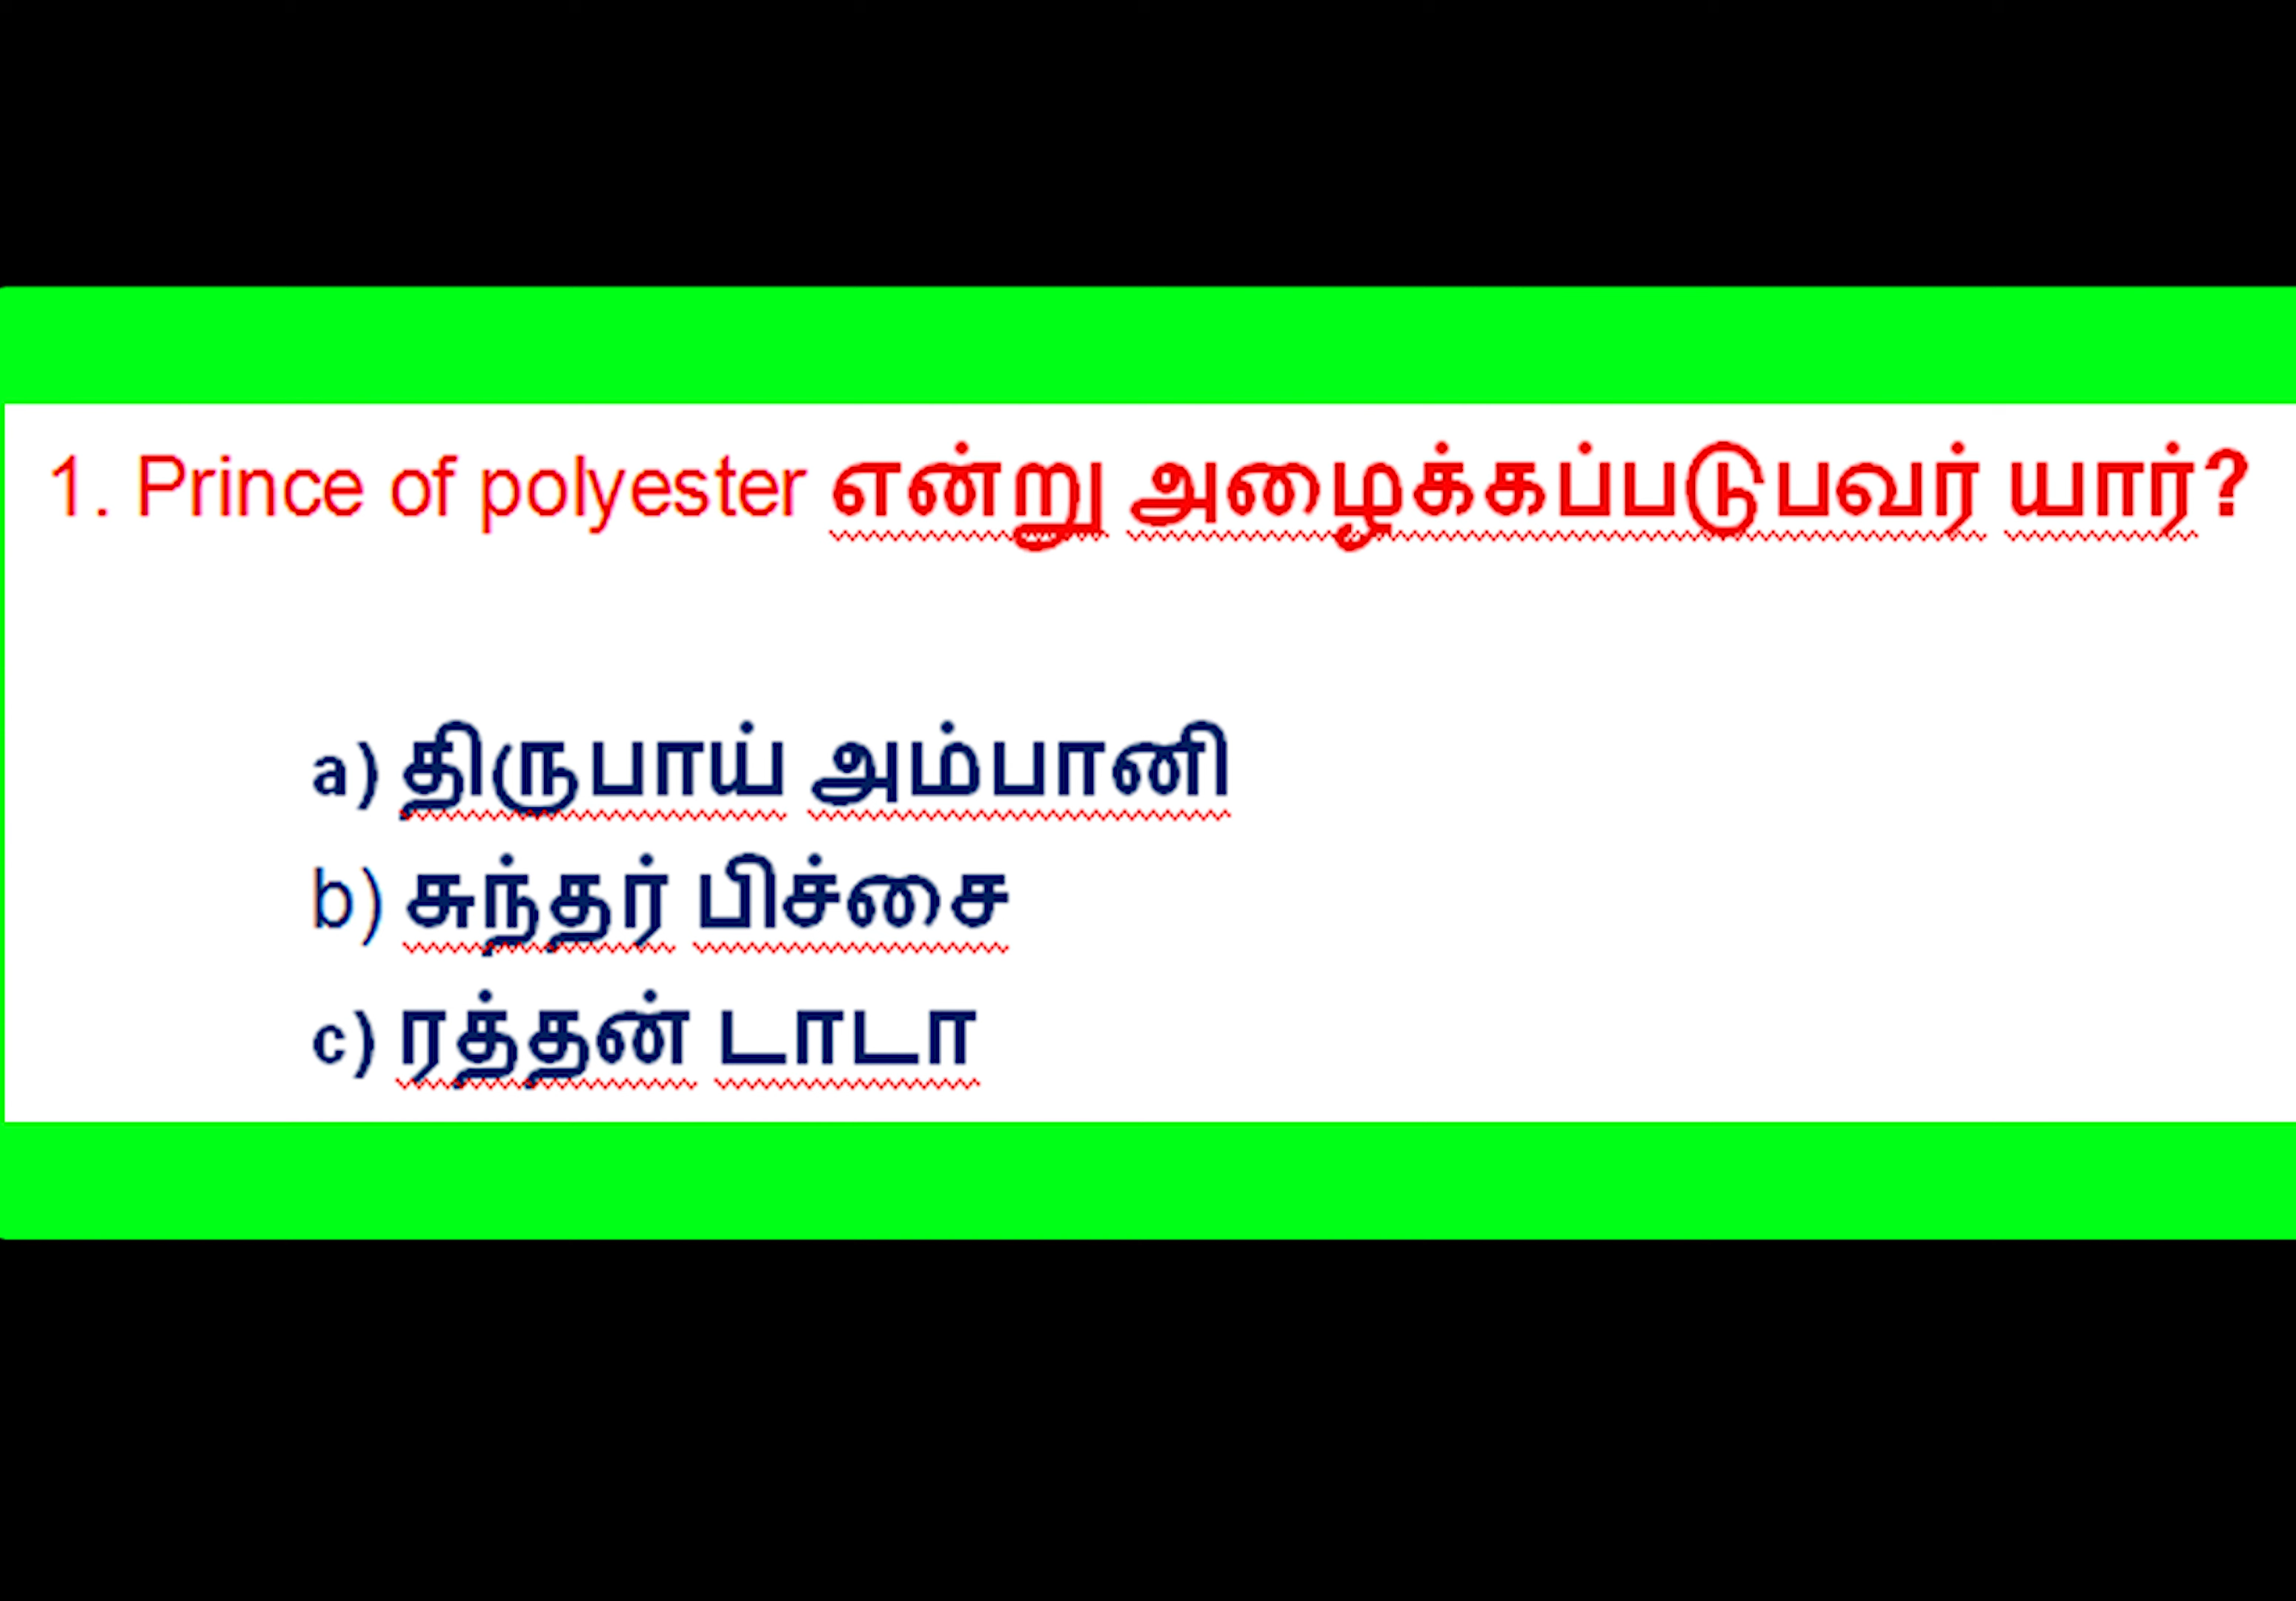 1. Prince of polyester என்று அழைக்கப்படுபவர் யார்?
a) திருபாய் அம்பானி
b) சுந்தர் பிச்சை
c) ரத்தன் டாடா